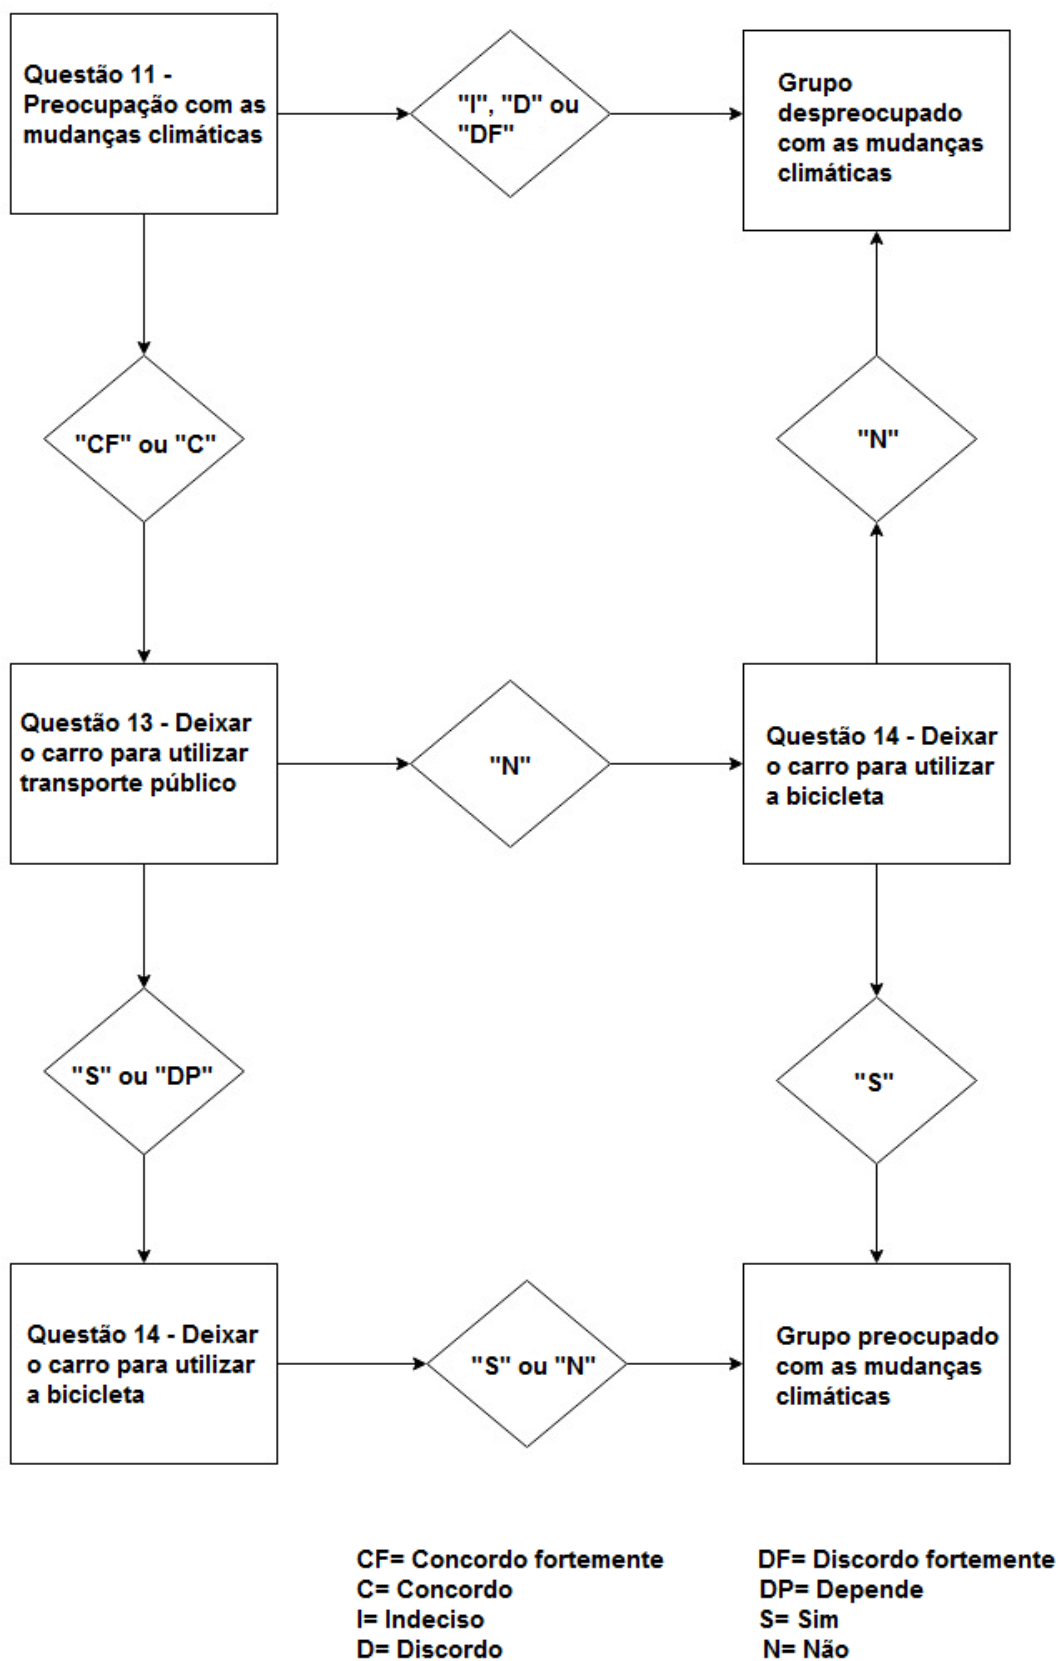 Questão 11 -
Preocupação com as
mudanças climáticas
"I", "D" ou
"DF"
Grupo
despreocupado
com as mudanças
climáticas
"CF" ou "C"
"N"
Questão 13 - Deixar
o carro para utilizar
transporte público
"N"
Questão 14 - Deixar
o carro para utilizar
a bicicleta
"S" ou "DP"
"S"
Questão 14 - Deixar
o carro para utilizar
a bicicleta
"S" ou "N"
Grupo preocupado
com as mudanças
climáticas
CF= Concordo fortemente
C= Concordo
I= Indeciso
D= Discordo
DF= Discordo fortemente
DP= Depende
S= Sim
N= Não